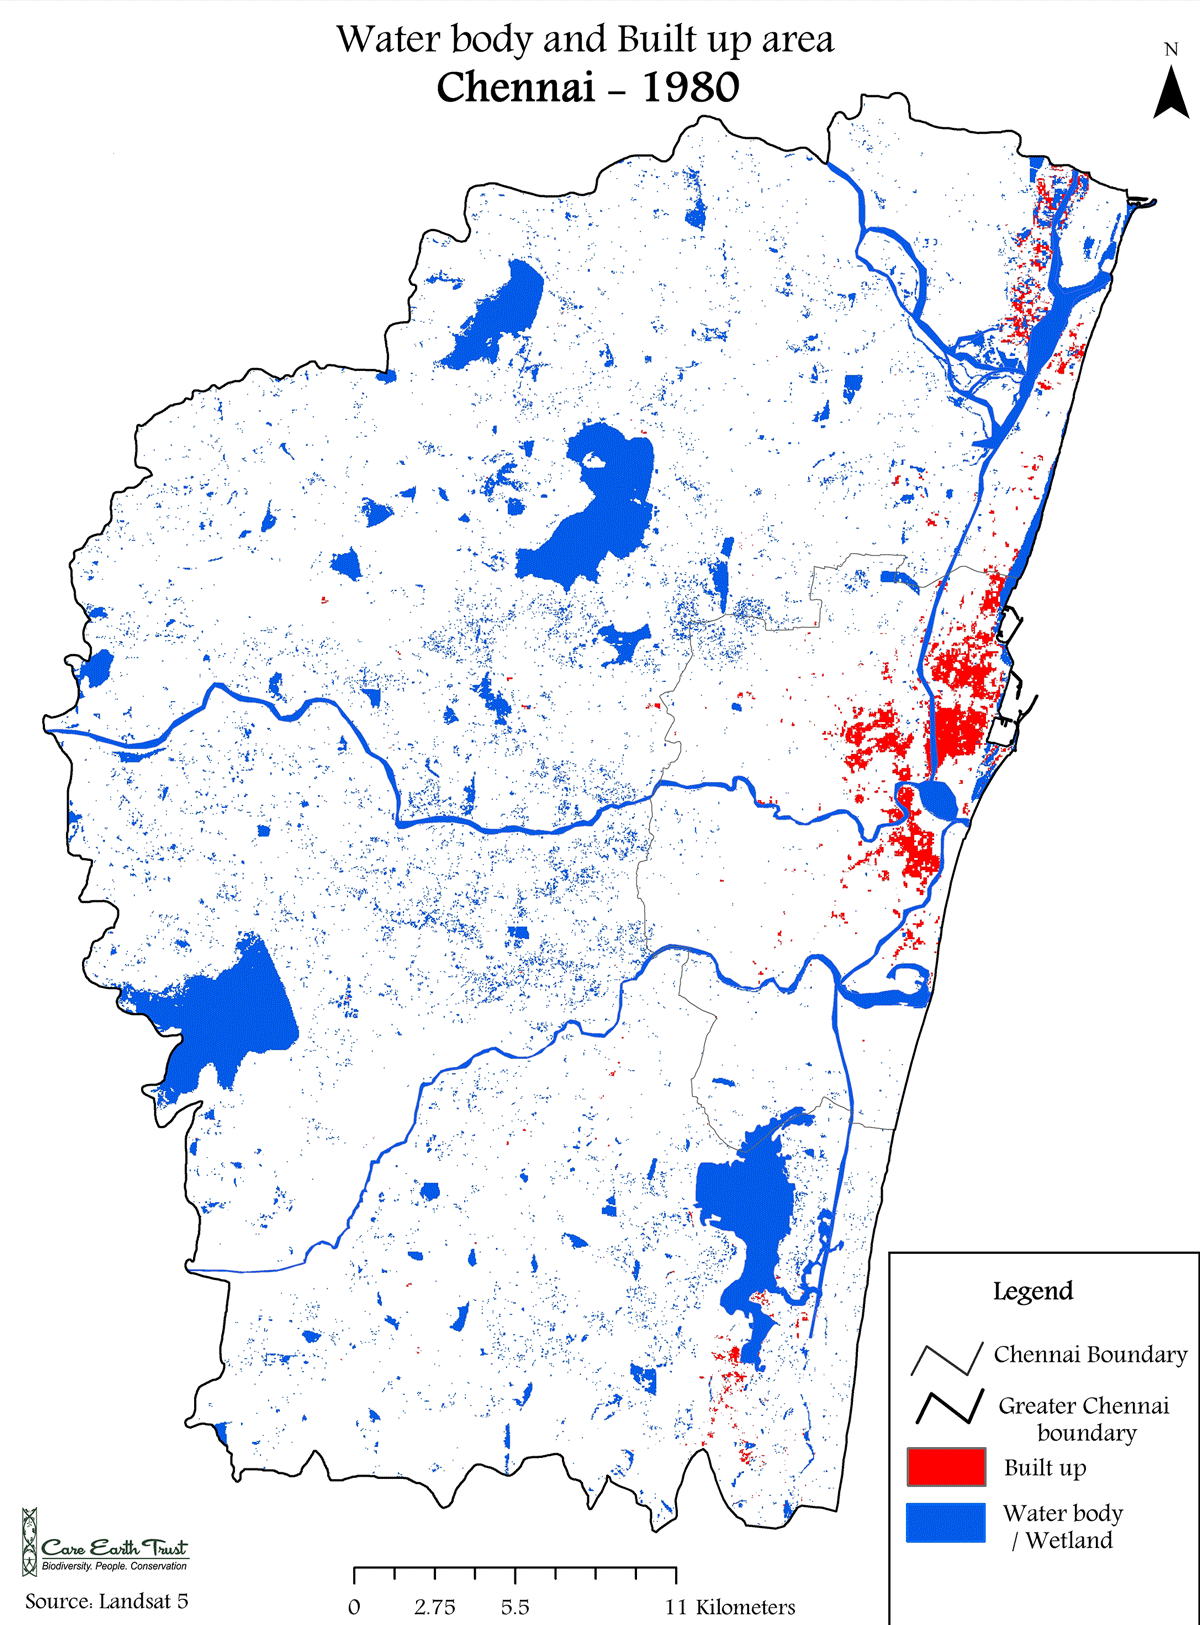 Water body and Built up area
Chennai - 1980
N
Legend
Chennai Boundary
Greater Chennai
boundary
Built up
Water body
/ Wetland
Care Earth Trust
Biodiversity. People. Conservation
Source: Landsat 5
0 2.75 5.5 11 Kilometers